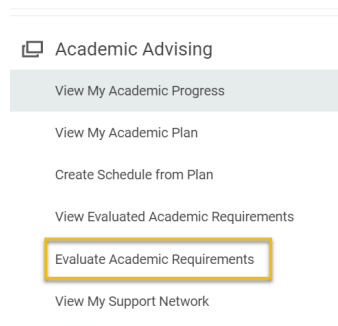 Academic Advising
View My Academic Progress
View My Academic Plan
Create Schedule from Plan
View Evaluated Academic Requirements
Evaluate Academic Requirements
View My Support Network